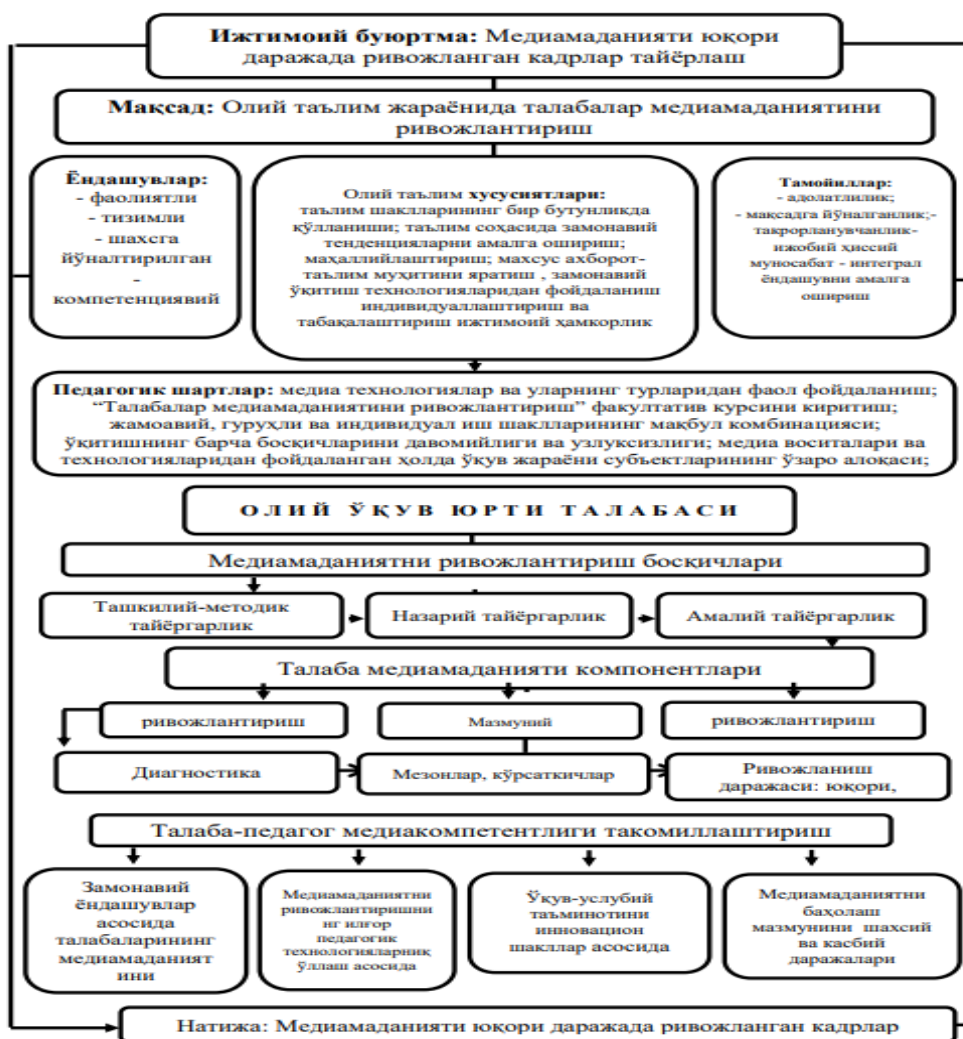 Ижтимоий буюртма: Медиамаданияти юқори
даражада ривожланган кадрлар тайёрлаш
Мақсад: Олий таълим жараёнида талабалар медиамаданиятини
ривожлантириш
Ёндашувлар:
- фаолиятли
- тизимли
- шахсга
йўналтирилган
-
компетенциявий
Олий таълим хусусиятлари:
таълим шаклларининг бир бутунликда
қўлланиши; таълим соҳасида замонавий
тенденцияларни амалга ошириш;
маҳаллийлаштириш; махсус ахборот-
таълим муҳитини яратиш , замонавий
ўқитиш технологияларидан фойдаланиш
индивидуаллаштириш ва
табақалаштириш ижтимоий ҳамкорлик
Тамойиллар:
- адолатлилик;
- мақсадга йўналганлик;-
такрорланувчанлик-
ижобий ҳиссий
муносабат - интеграл
ёндашувни амалга
ошириш
Педагогик шартлар: медиа технологиялар ва уларнинг турларидан фаол фойдаланиш;
“Талабалар медиамаданиятини ривожлантириш” факультатив курсини киритиш;
жамоавий, гуруҳли ва индивидуал иш шаклларининг мақбул комбинацияси;
ўқитишнинг барча босқичларини давомийлиги ва узлуксизлиги; медиа воситалари ва
технологияларидан фойдаланган ҳолда ўқув жараёни субъектларининг ўзаро алоқаси;
ОЛИЙ ЎҚУВ ЮРТИ ТАЛАБАСИ
Медиамаданиятни ривожлантириш босқичлари
Ташкилий-методик
тайёргарлик
Назарий тайёргарлик
Амалий тайёргарлик
Талаба медиамаданияти компонентлари
ривожлантириш
Мазмуний
ривожлантириш
Диагностика
Мезонлар, кўрсаткичлар
Ривожланиш
даражаси: юқори,
Талаба-педагог медиакомпетентлиги такомиллаштириш
Замонавий
ёндашувлар
асосида
талабаларининг
медиамаданият
ини
Медиамаданиятни
ривожлантиришни
нг илғор
педагогик
технологиярниқ
ўллаш асосида
Ўқув-услубий
таъминотини
инновацион
шакллар асосида
Медиамаданиятни
баҳолаш
мазмунини шахсий
ва касбий
даражалари
Натижа: Медиамаданияти юқори даражада ривожланган кадрлар